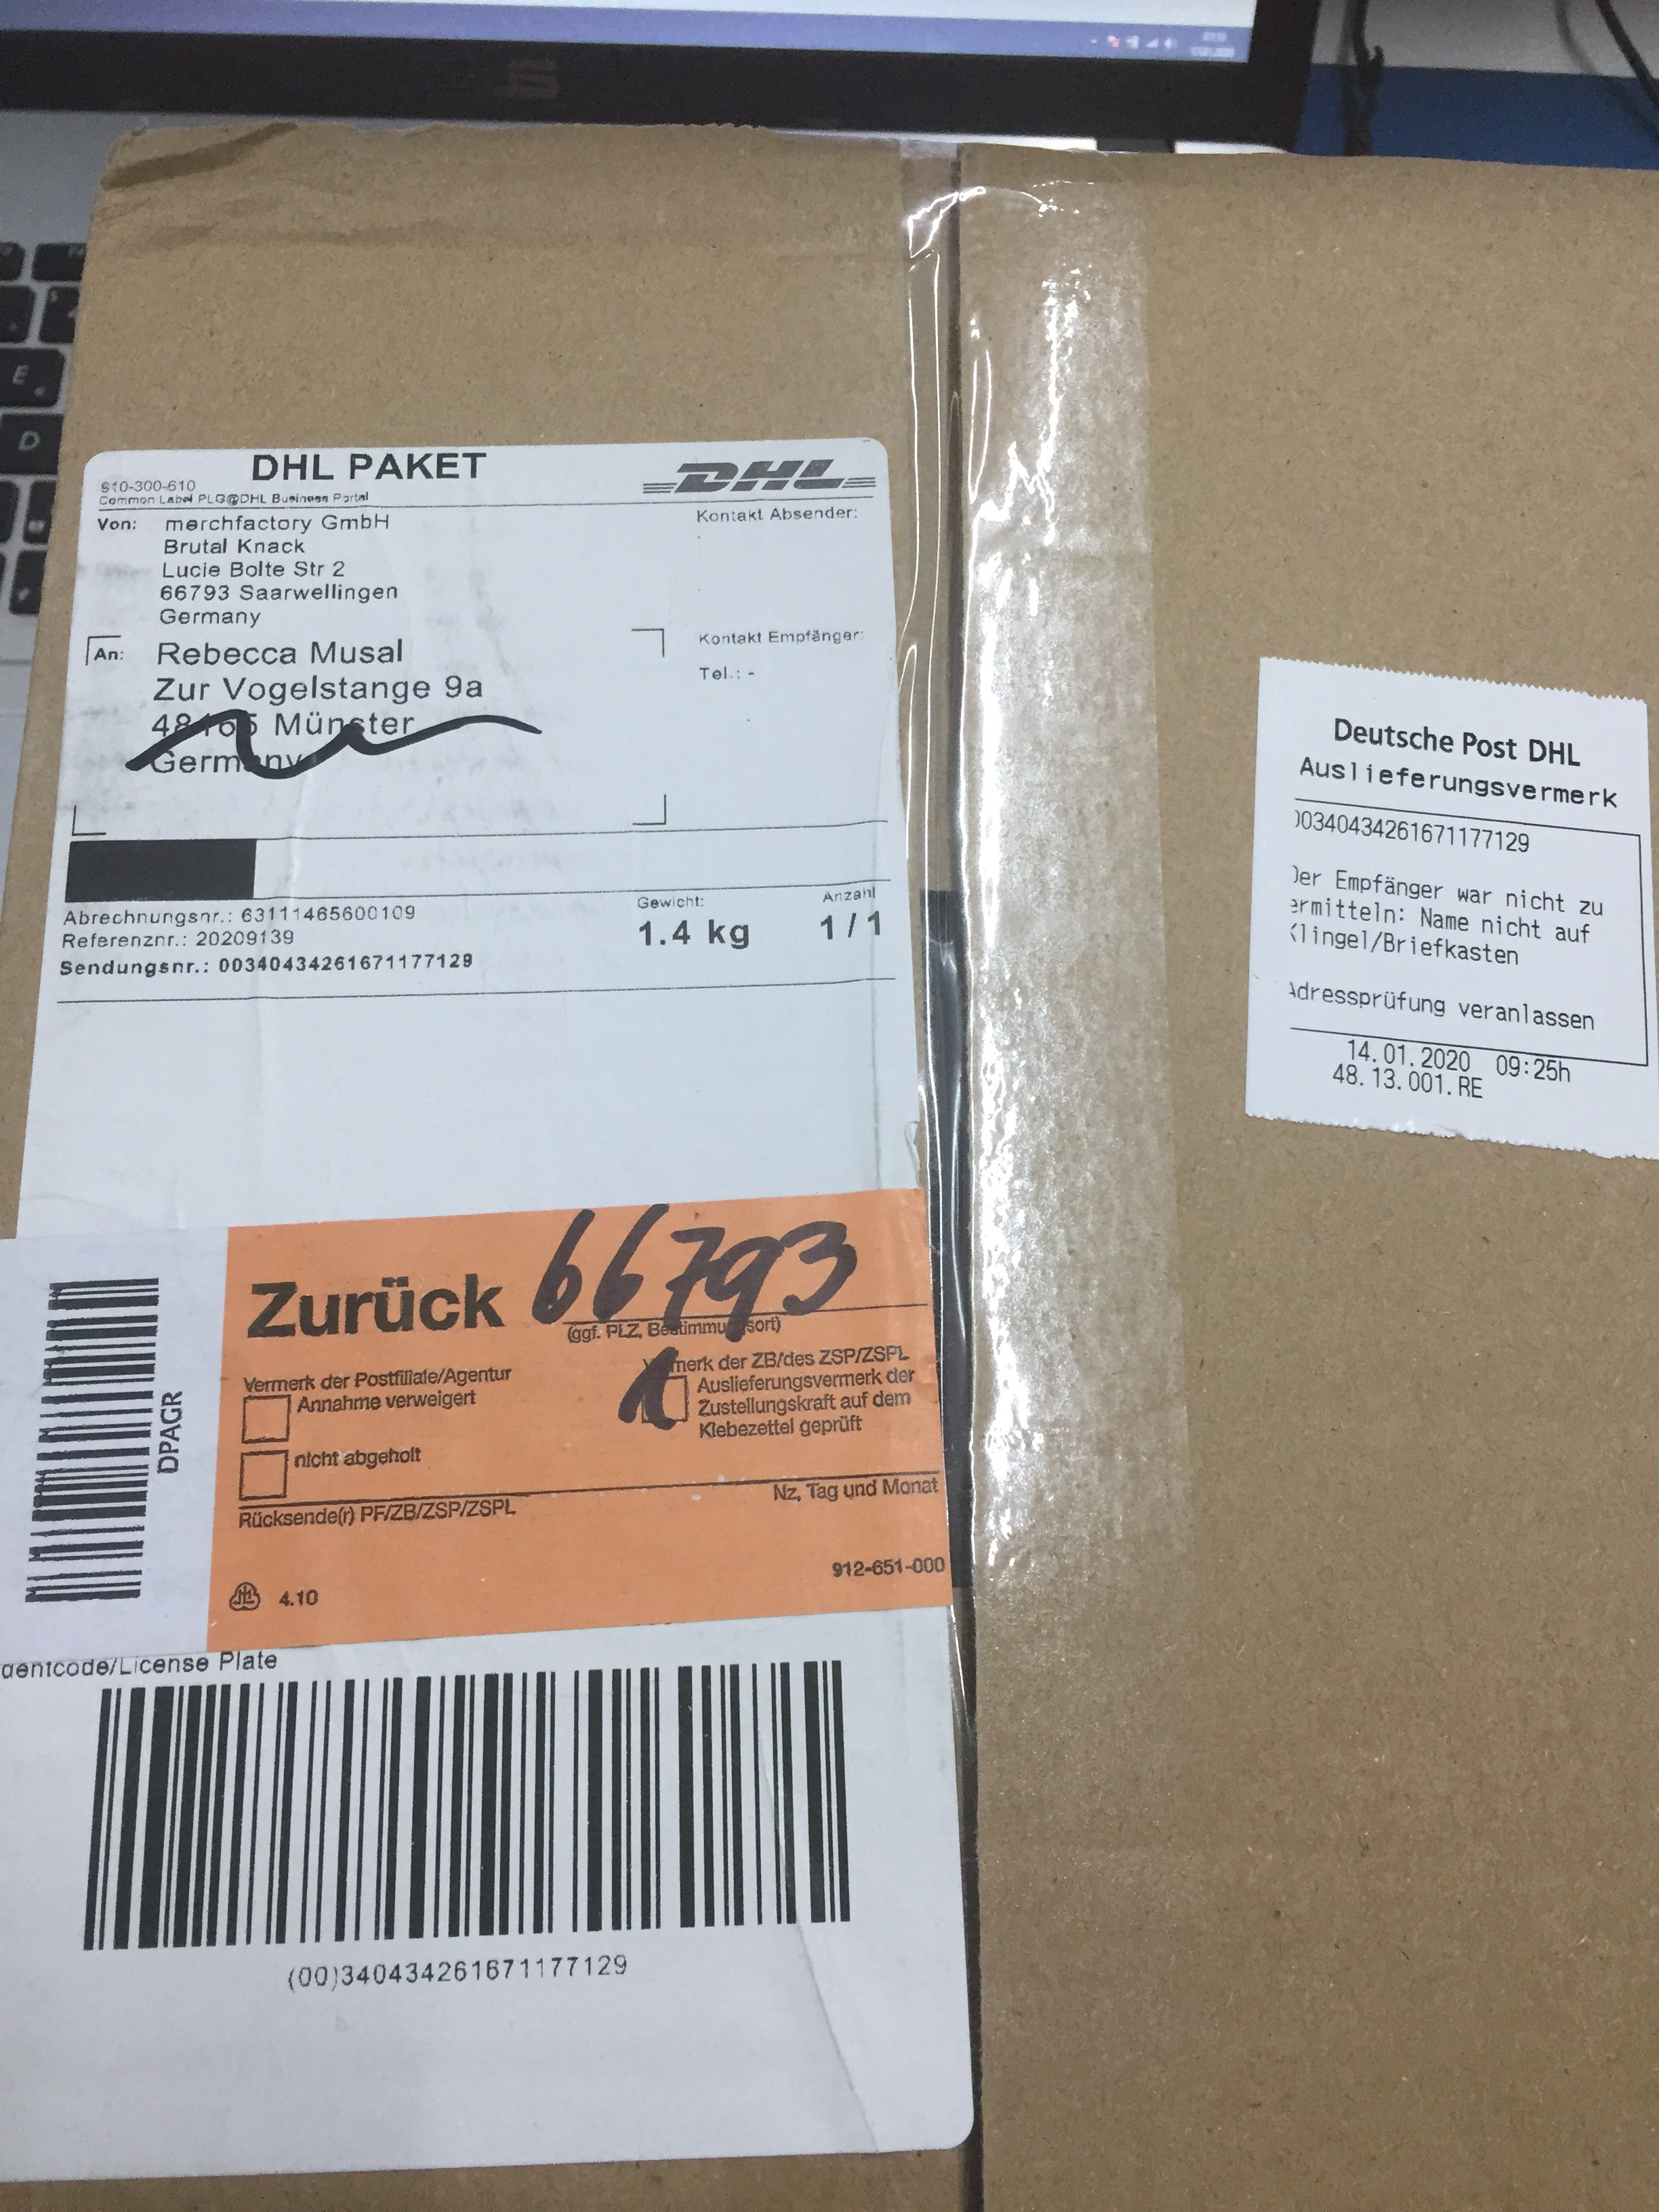 E
D
DHL PAKET
DHL
910-300-610
Common Label PLG@DHL Business Portal
Von: merchfactory GmbH
Brutal Knack
Lucie Bolte Str 2
66793 Saarwellingen
Germany
Kontakt Absender:
An: Rebecca Musal
Zur Vogelstange 9a
48165 Münster
Germany
Kontakt Empfänger:
Tel.: -
Abrechnungsnr.: 63111465600109
Referenznr.: 20209139
Sendungsnr.: 00340434261671177129
Gewicht:
1.4 kg
Anzahl
1/1
Zurück 66793
(ggf. PLZ, Bestimmungsort)
Vermerk der Postfiliale/Agentur
Annahme verweigert
nicht abgeholt
Vermerk der ZB/des ZSP/ZSPL
Auslieferungsvermerk der
Zustellungskraft auf dem
Klebezettel geprüft
Rücksende(r) PF/ZB/ZSP/ZSPL
Nz, Tag und Monat
4.10
912-651-000
DPAGR
dentcode/License Plate
(00)340434261671177129
Deutsche Post DHL
Auslieferungsvermerk
00340434261671177129
Der Empfänger war nicht zu
ermitteln: Name nicht auf
Klingel/Briefkasten
Adressprüfung veranlassen
14.01.2020 09:25h
48.13.001.RE